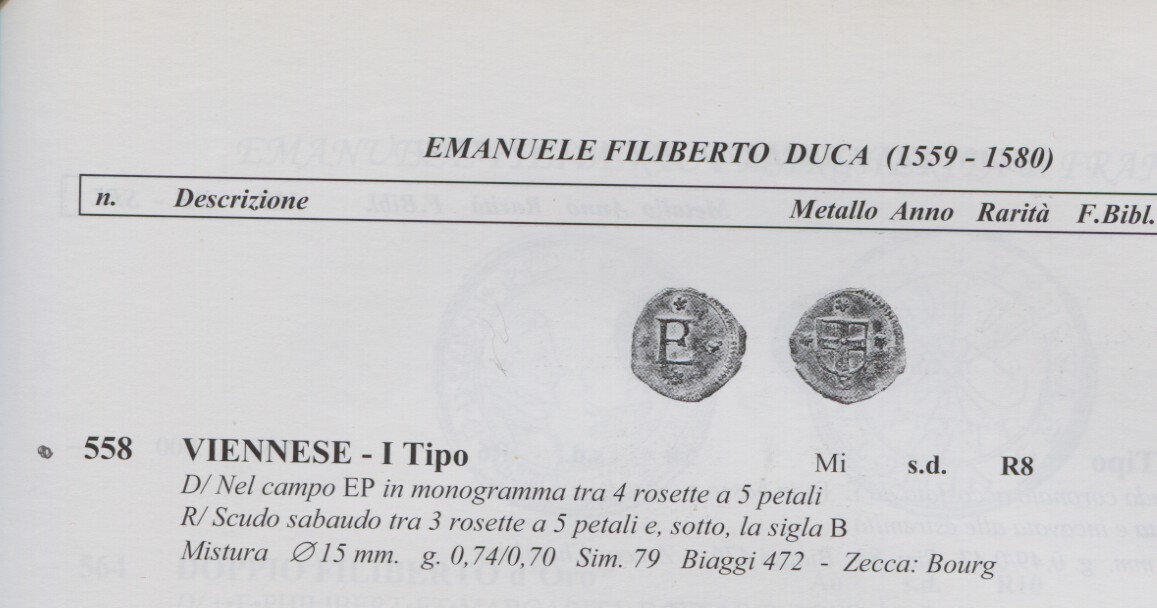 EMANUELE FILIBERTO DUCA (1559 - 1580)
n. Descrizione Metallo Anno Rarità F.Bibl.
558 VIENNESE - I Tipo Mi s.d. R8
D/ Nel campo EP in monogramma tra 4 rosette a 5 petali
R/ Scudo sabaudo tra 3 rosette a 5 petali e, sotto, la sigla B
Mistura Ø 15 mm. g. 0,74/0,70 Sim. 79 Biaggi 472 - Zecca: Bourg